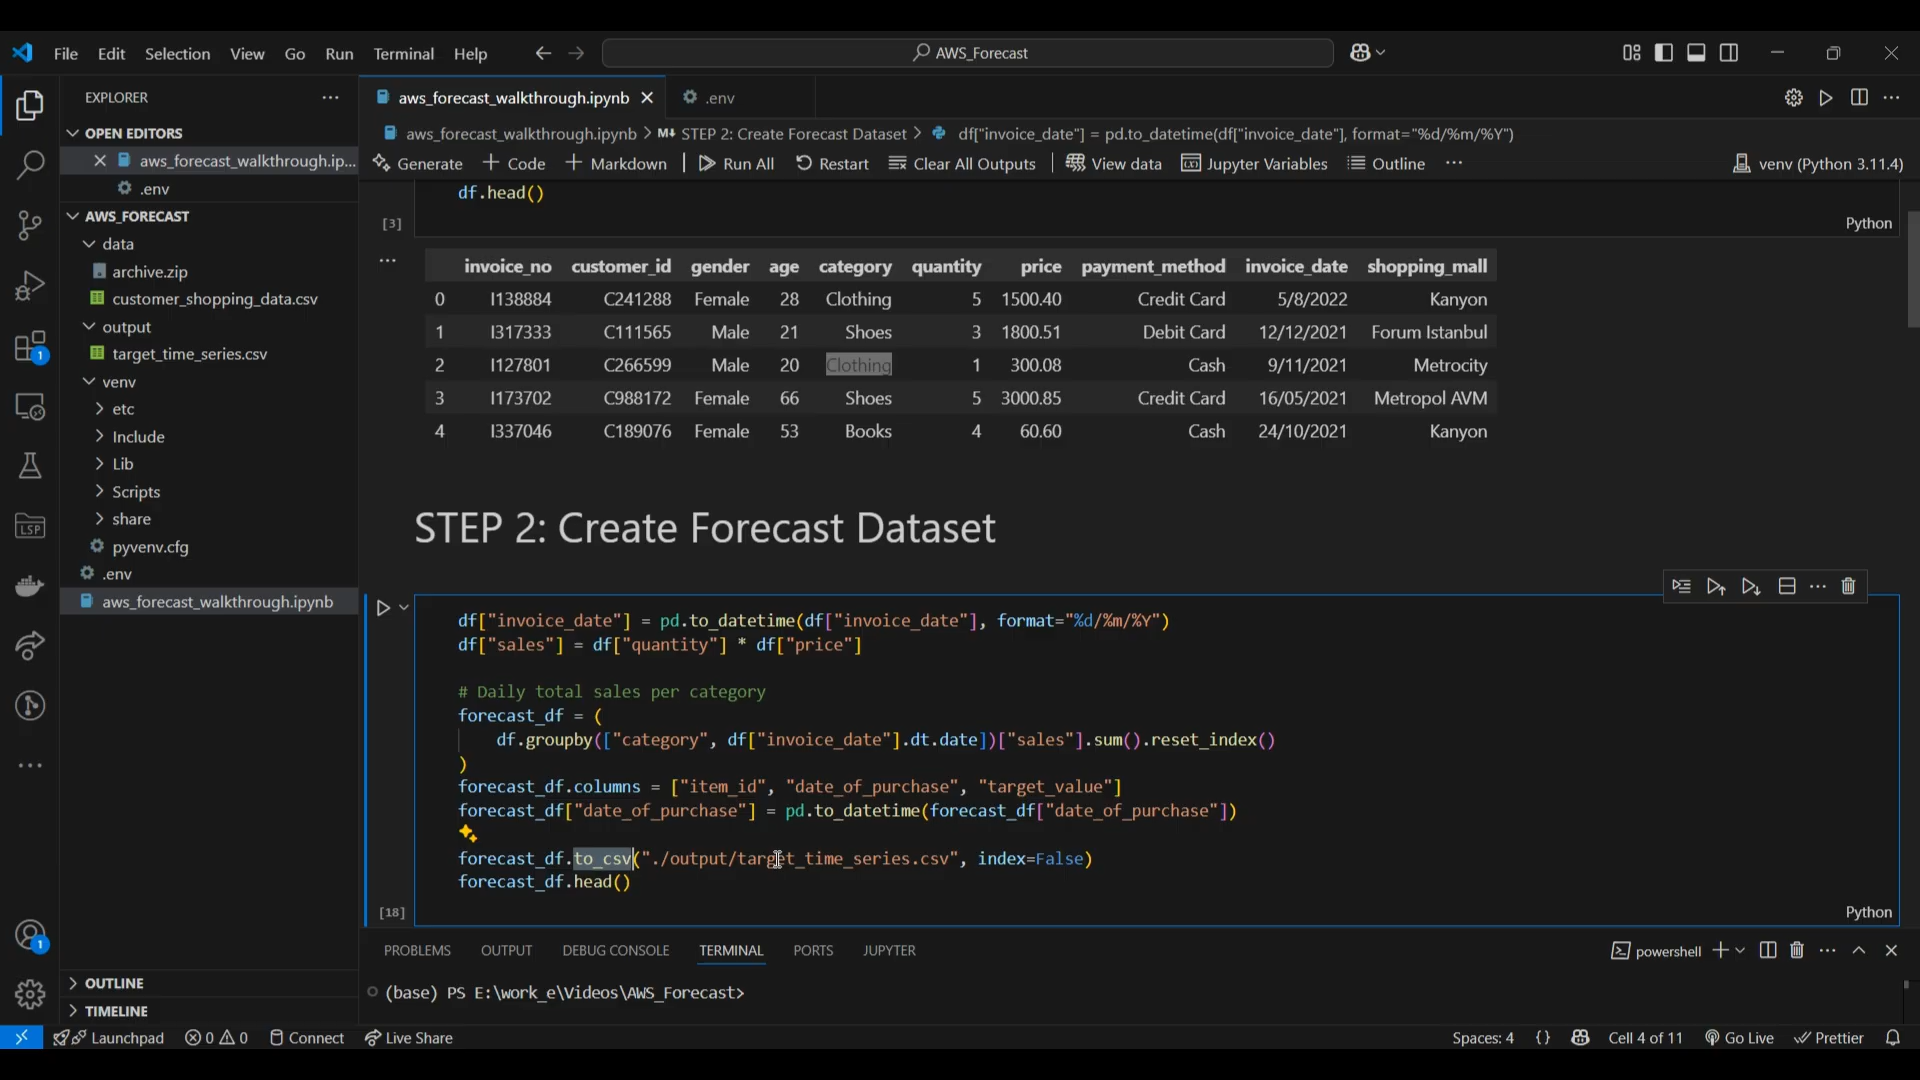 File Edit Selection View Go Run Terminal Help
AWS_Forecast
EXPLORER
aws_forecast_walkthrough.ipynb
.env
OPEN EDITORS
aws_forecast_walkthrough.ip...
.env
AWS_FORECAST
data
archive.zip
customer_shopping_data.csv
output
target_time_series.csv
venv
etc
Include
Lib
Scripts
share
pyvenv.cfg
.env
aws_forecast_walkthrough.ipynb
OUTLINE
TIMELINE
LSP
1
1
aws_forecast_walkthrough.ipynb > M↓ STEP 2: Create Forecast Dataset > df["invoice_date"] = pd.to_datetime(df["invoice_date"], format="%d/%m/%Y")
Generate + Code + Markdown Run All Restart Clear All Outputs View data Jupyter Variables Outline ... venv (Python 3.11.4)
df.head()
[3] Python
invoice_no customer_id gender age category quantity price payment_method invoice_date shopping_mall
0 I138884 C241288 Female 28 Clothing 5 1500.40 Credit Card 5/8/2022 Kanyon
1 I317333 C111565 Male 21 Shoes 3 1800.51 Debit Card 12/12/2021 Forum Istanbul
2 I127801 C266599 Male 20 Clothing 1 300.08 Cash 9/11/2021 Metrocity
3 I173702 C988172 Female 66 Shoes 5 3000.85 Credit Card 16/05/2021 Metropol AVM
4 I337046 C189076 Female 53 Books 4 60.60 Cash 24/10/2021 Kanyon
STEP 2: Create Forecast Dataset
df["invoice_date"] = pd.to_datetime(df["invoice_date"], format="%d/%m/%Y")
df["sales"] = df["quantity"] * df["price"]
# Daily total sales per category
forecast_df = (
df.groupby(["category", df["invoice_date"].dt.date])["sales"].sum().reset_index()
)
forecast_df.columns = ["item_id", "date_of_purchase", "target_value"]
forecast_df["date_of_purchase"] = pd.to_datetime(forecast_df["date_of_purchase"])
forecast_df.to_csv("./output/target_time_series.csv", index=False)
forecast_df.head()
[18] Python
PROBLEMS OUTPUT DEBUG CONSOLE TERMINAL PORTS JUPYTER powershell
(base) PS E:\work_e\Videos\AWS_Forecast>
Launchpad 0 0 Connect Live Share Spaces: 4 {} Cell 4 of 11 Go Live Prettier